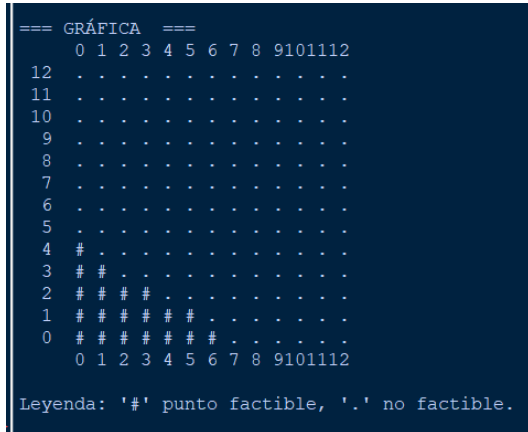 === GRÁFICA  ===
     0 1 2 3 4 5 6 7 8 9101112
 12  . . . . . . . . . . . . .
 11  . . . . . . . . . . . . .
 10  . . . . . . . . . . . . .
  9  . . . . . . . . . . . . .
  8  . . . . . . . . . . . . .
  7  . . . . . . . . . . . . .
  6  . . . . . . . . . . . . .
  5  . . . . . . . . . . . . .
  4  # . . . . . . . . . . . .
  3  # # . . . . . . . . . . .
  2  # # # # . . . . . . . . .
  1  # # # # # # . . . . . . .
  0  # # # # # # # . . . . . .
     0 1 2 3 4 5 6 7 8 9101112
Leyenda: '#' punto factible, '.' no factible.